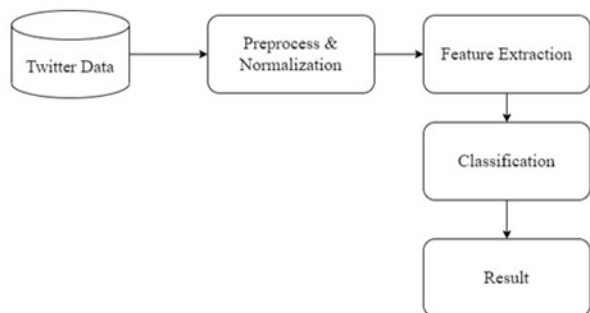 Twitter Data
Preprocess &
Normalization
Feature Extraction
Classification
Result